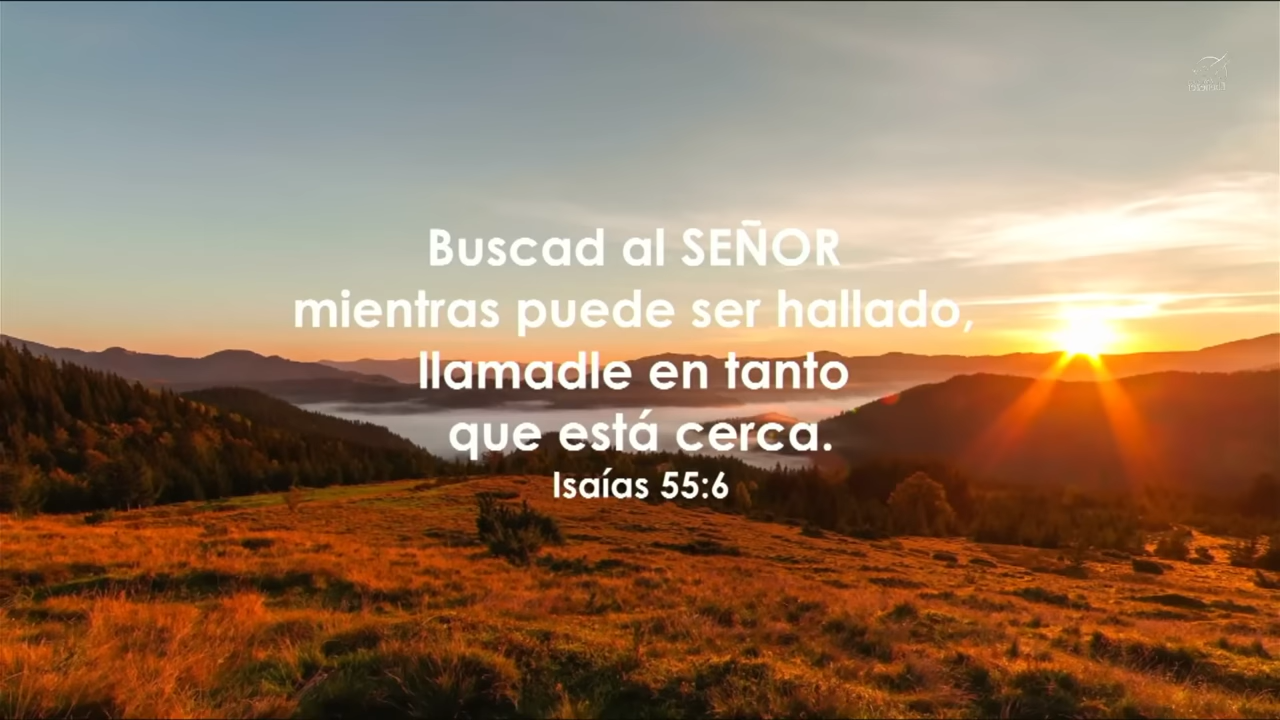 Buscad al SEÑOR
mientras puede ser hallado,
llamadle en tanto
que está cerca.
Isaías 55:6